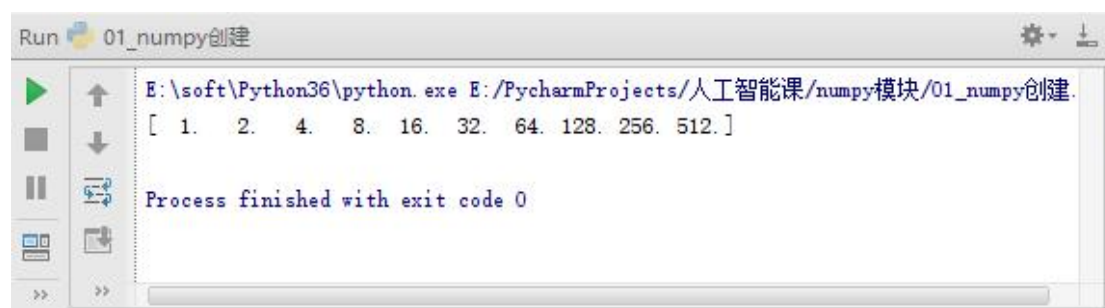 Run 01_numpy创建
E:\soft\Python36\python.exe E:/PycharmProjects/人工智能课/numpy模块/01_numpy创建.
[  1.   2.   4.   8.  16.  32.  64. 128. 256. 512.]
Process finished with exit code 0